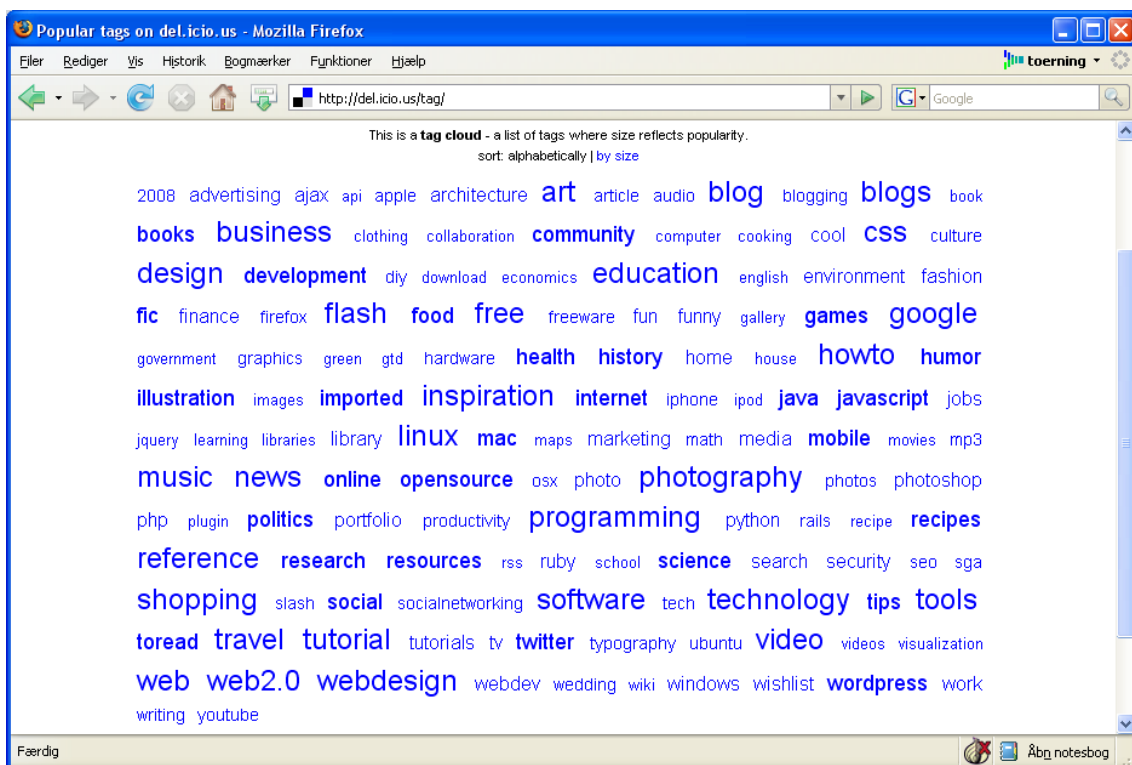 Popular tags on del.icio.us - Mozilla Firefox
Filer Rediger Vis Historik Bogmærker Funktioner Hjælp toerning
http://del.icio.us/tag/ G Google
This is a tag cloud - a list of tags where size reflects popularity.
sort: alphabetically | by size
2008 advertising ajax api apple architecture art article audio blog blogging blogs book
books business clothing collaboration community computer cooking cool css culture
design development diy download economics education english environment fashion
fic finance firefox flash food free freeware fun funny gallery games google
government graphics green gtd hardware health history home house howto humor
illustration images imported inspiration internet iphone ipod java javascript jobs
jquery learning libraries library linux mac maps marketing math media mobile movies mp3
music news online opensource osx photo photography photos photoshop
php plugin politics portfolio productivity programming python rails recipe recipes
reference research resources rss ruby school science search security seo sga
shopping slash social socialnetworking software tech technology tips tools
toread travel tutorial tutorials tv twitter typography ubuntu video videos visualization
web web2.0 webdesign webdev wedding wiki windows wishlist wordpress work
writing youtube
Færdig Åbn notesbog